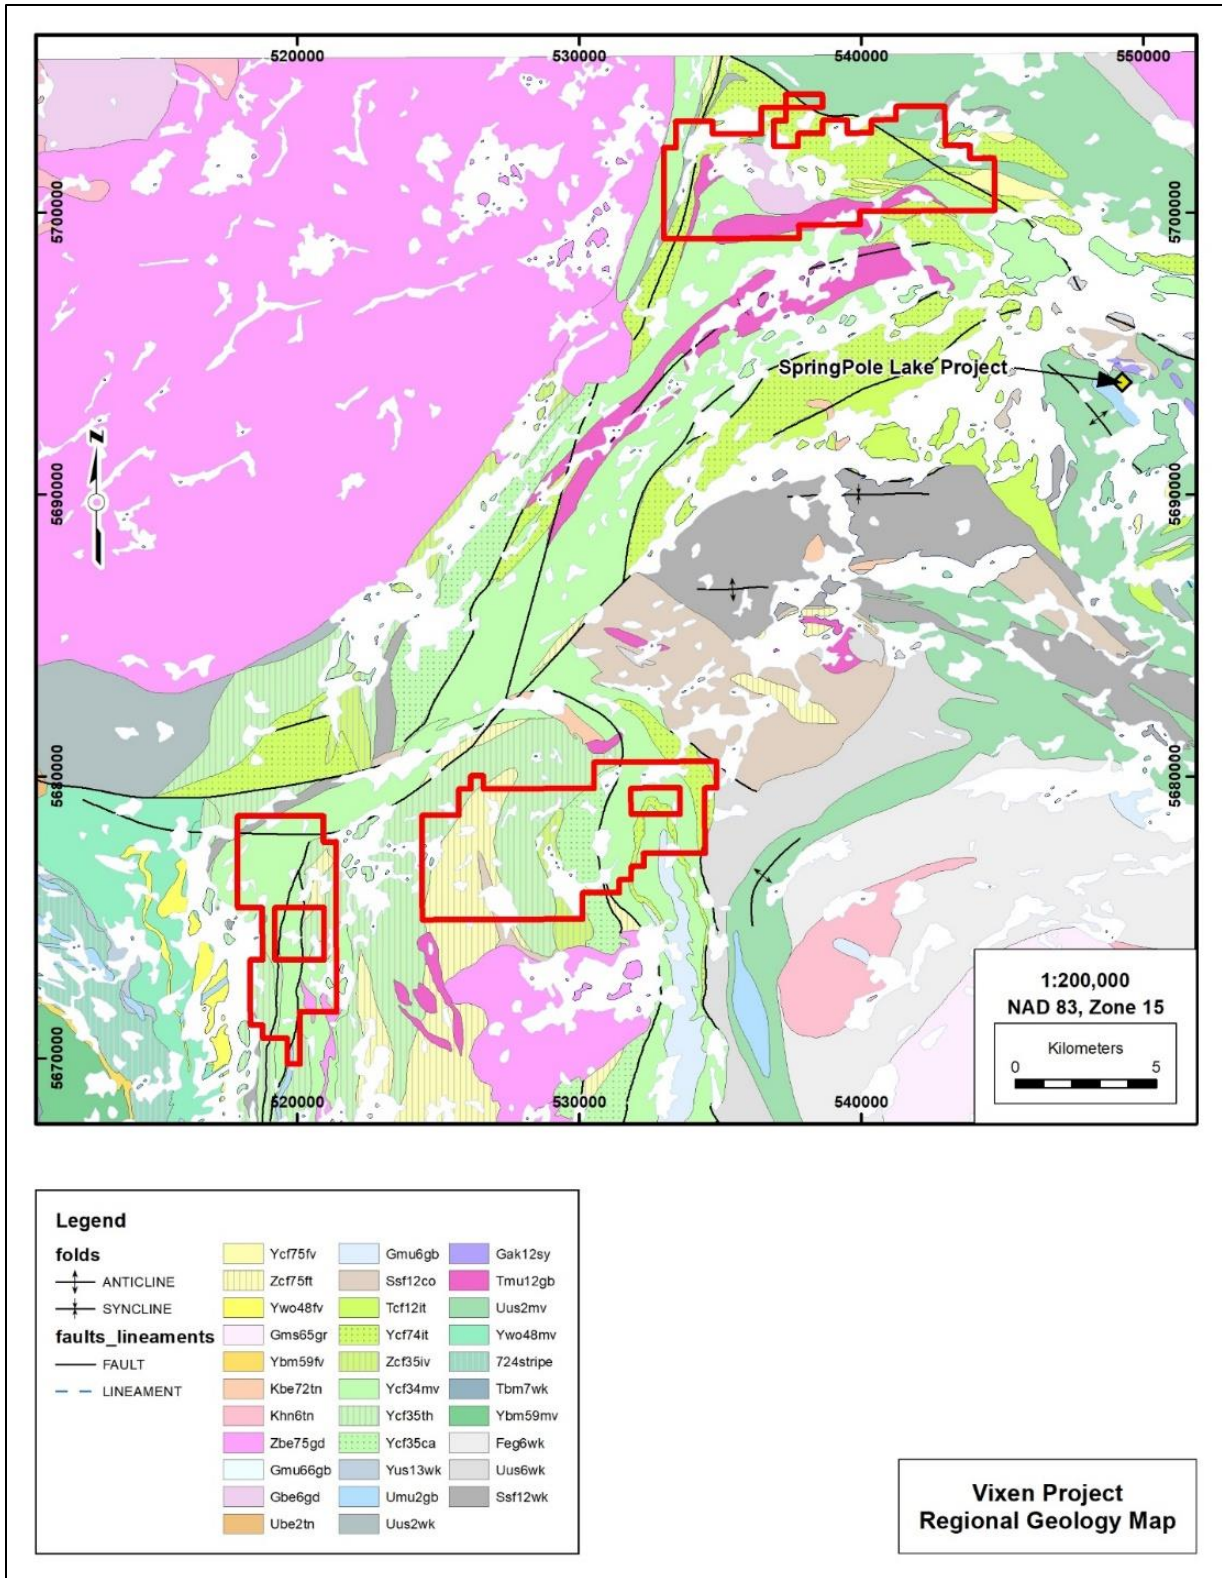 520000
530000
540000
550000
5700000
5700000
SpringPole Lake Project
N
5690000
5690000
5680000
5680000
5670000
520000
530000
540000
1:200,000
NAD 83, Zone 15
Kilometers
0 5
Legend
folds
ANTICLINE
SYNCLINE
faults_lineaments
FAULT
LINEAMENT
Ycf75fv
Zcf75ft
Ywo48fv
Gms65gr
Ybm59fv
Kbe72tn
Khn6tn
Zbe75gd
Gmu66gb
Gbe6gd
Ube2tn
Gmu6gb
Ssf12co
Tcf12it
Ycf74it
Zcf35iv
Ycf34mv
Ycf35th
Ycf35ca
Yus13wk
Umu2gb
Uus2wk
Gak12sy
Tmu12gb
Uus2mv
Ywo48mv
724stripe
Tbm7wk
Ybm59mv
Feg6wk
Uus6wk
Ssf12wk
Vixen Project
Regional Geology Map